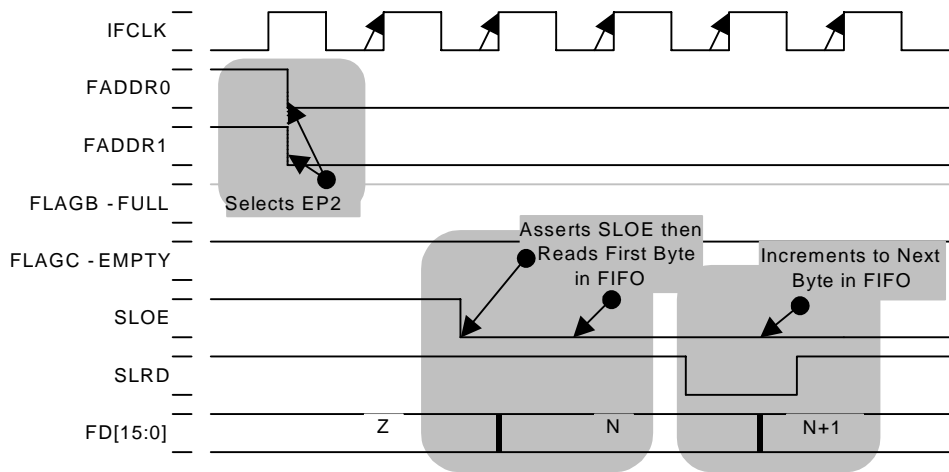 IFCLK
FADDR0
FADDR1
Selects EP2
FLAGB - FULL
Asserts SLOE then
Reads First Byte
in FIFO
FLAGC - EMPTY
Increments to Next
Byte in FIFO
SLOE
SLRD
FD[15:0]
Z
N
N+1